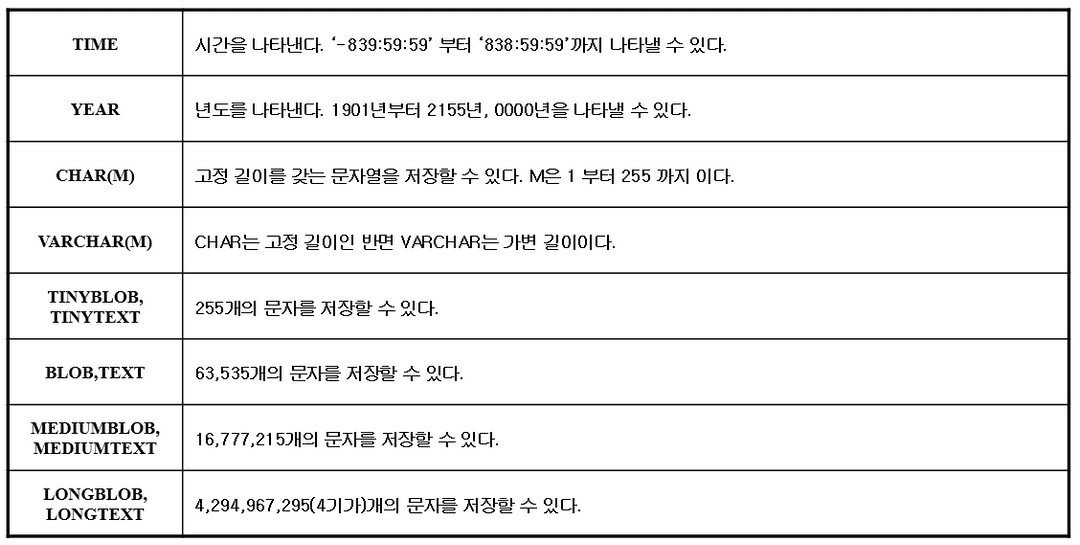 TIME
시간을 나타낸다. ‘-839:59:59’ 부터 ‘838:59:59’까지 나타낼 수 있다.
YEAR
년도를 나타낸다. 1901년부터 2155년, 0000년을 나타낼 수 있다.
CHAR(M)
고정 길이를 갖는 문자열을 저장할 수 있다. M은 1 부터 255 까지 이다.
VARCHAR(M)
CHAR는 고정 길이인 반면 VARCHAR는 가변 길이이다.
TINYBLOB,
TINYTEXT
255개의 문자를 저장할 수 있다.
BLOB,TEXT
63,535개의 문자를 저장할 수 있다.
MEDIUMBLOB,
MEDIUMTEXT
16,777,215개의 문자를 저장할 수 있다.
LONGBLOB,
LONGTEXT
4,294,967,295(4기가)개의 문자를 저장할 수 있다.